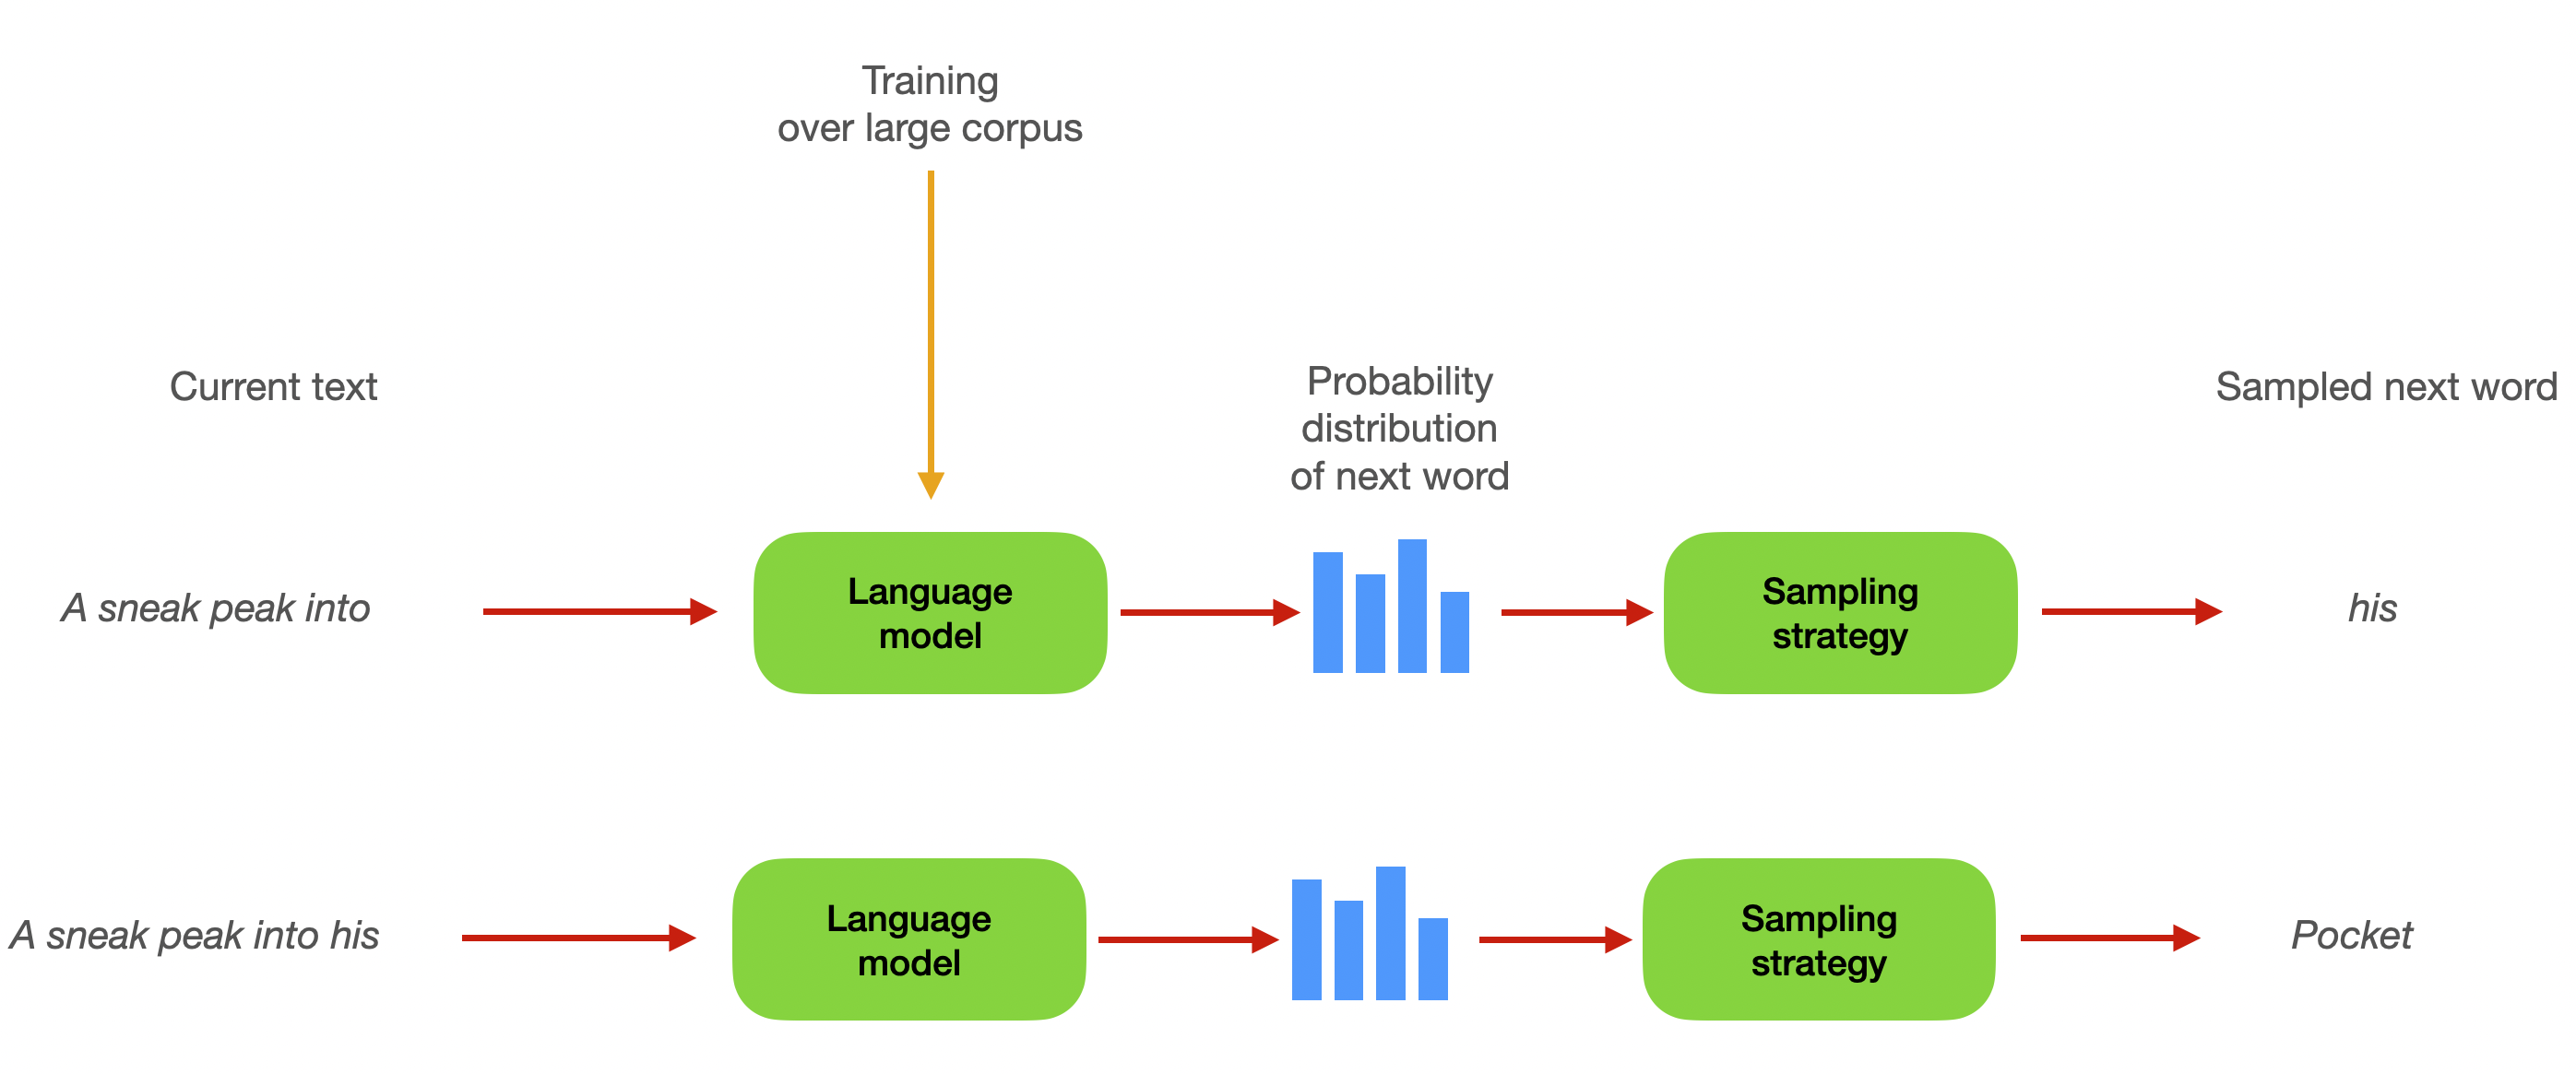 Training
over large corpus
Current text
Probability
distribution
of next word
Sampled next word
A sneak peak into
Language
model
Sampling
strategy
his
A sneak peak into his
Language
model
Sampling
strategy
Pocket